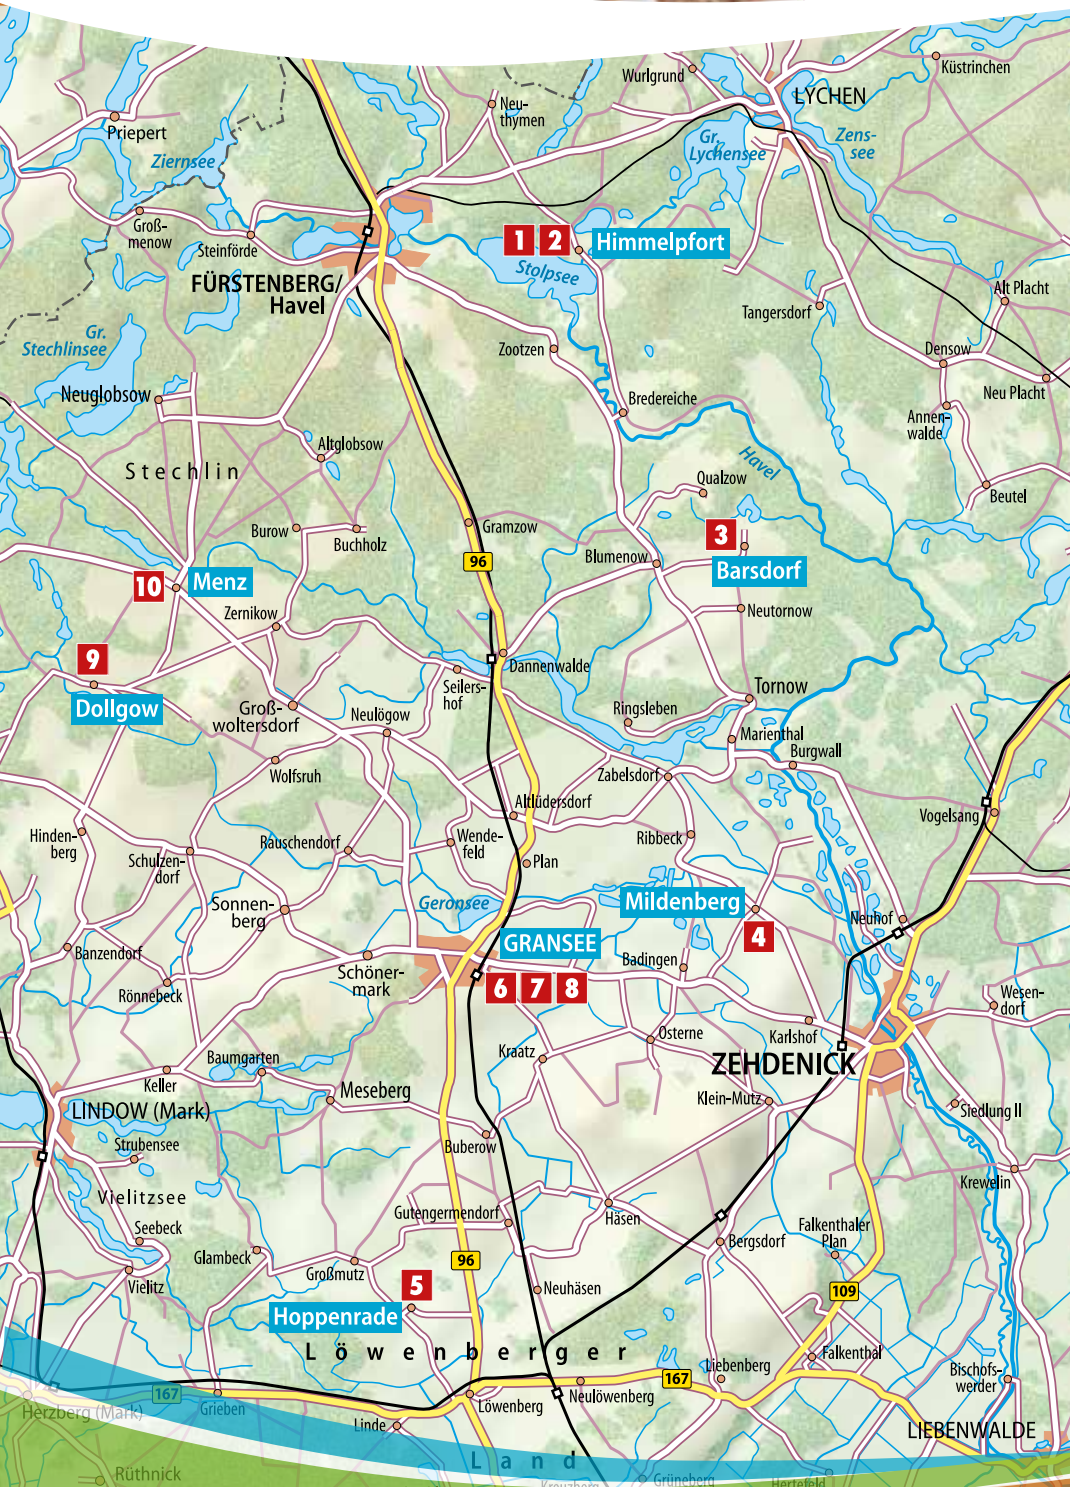 Küstrinchen
Wurlgrund
LYCHEN
Neu-
thymen
Priepert
Zens-
see
Gr.
Lychensee
Ziernsee
Groß-
menow
Steinförde
1 2
Himmelpfort
Stolpsee
FÜRSTENBERG/
Havel
Alt Placht
Tangersdorf
Gr.
Stechlinsee
Zootzen
Densow
Neuglobsow
Neu Placht
Bredereiche
Annen-
walde
Altglobsow
Stechlin
Havel
Qualzow
Beutel
Burow
Buchholz
Gramzow
3
Blumenow
96
Barsdorf
10
Menz
Zernikow
Neutornow
9
Dannenwalde
Seilers-
hof
Dollgow
Groß-
woltersdorf
Neulögow
Tornow
Ringsleben
Marienthal
Burgwall
Wolfsruh
Zabelsdorf
Altlüdersdorf
Vogelsang
Hinden-
berg
Rauschendorf
Wende-
feld
Ribbeck
Schulzen-
dorf
Plan
Sonnen-
berg
Geronsee
Mildenberg
Neuhof
4
Banzendorf
GRANSEE
Badingen
Schöner-
mark
Rönnebeck
6 7 8
Wesen-
dorf
Osterne
Karlshof
Kraatz
ZEHDENICK
Baumgarten
Keller
Meseberg
Klein-Mutz
LINDOW (Mark)
Siedlung II
Strubensee
Buberow
Krewelin
Vielitzsee
Gutengermendorf
Häsen
Seebeck
Falkenthaler
Plan
Glambeck
Bergsdorf
Großmutz
96
Vielitz
5
Neuhäsen
109
Hoppenrade
Löwenberger
Falkenthal
Liebenberg
Bischofs-
werder
167
167
Herzberg (Mark)
Grieben
Löwenberg
Neulöwenberg
Linde
LIEBENWALDE
Land
Rüthnick
Grüneberg
Hertefeld
Kreuzberg